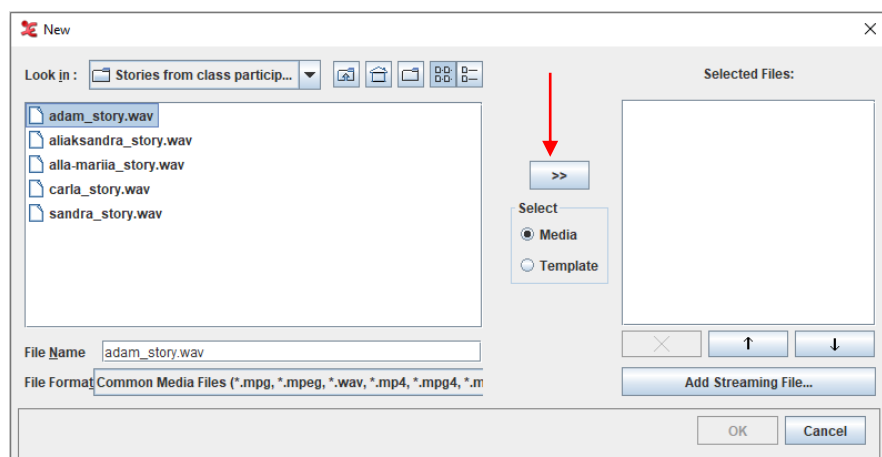 New
Look in : Stories from class particip...
Selected Files:
adam_story.wav
aliaksandra_story.wav
alla-mariia_story.wav
carla_story.wav
sandra_story.wav
>>
Select
Media
Template
File Name adam_story.wav
File Format Common Media Files (*.mpg, *.mpeg, *.wav, *.mp4, *.mpg4, *.m
Add Streaming File...
OK Cancel